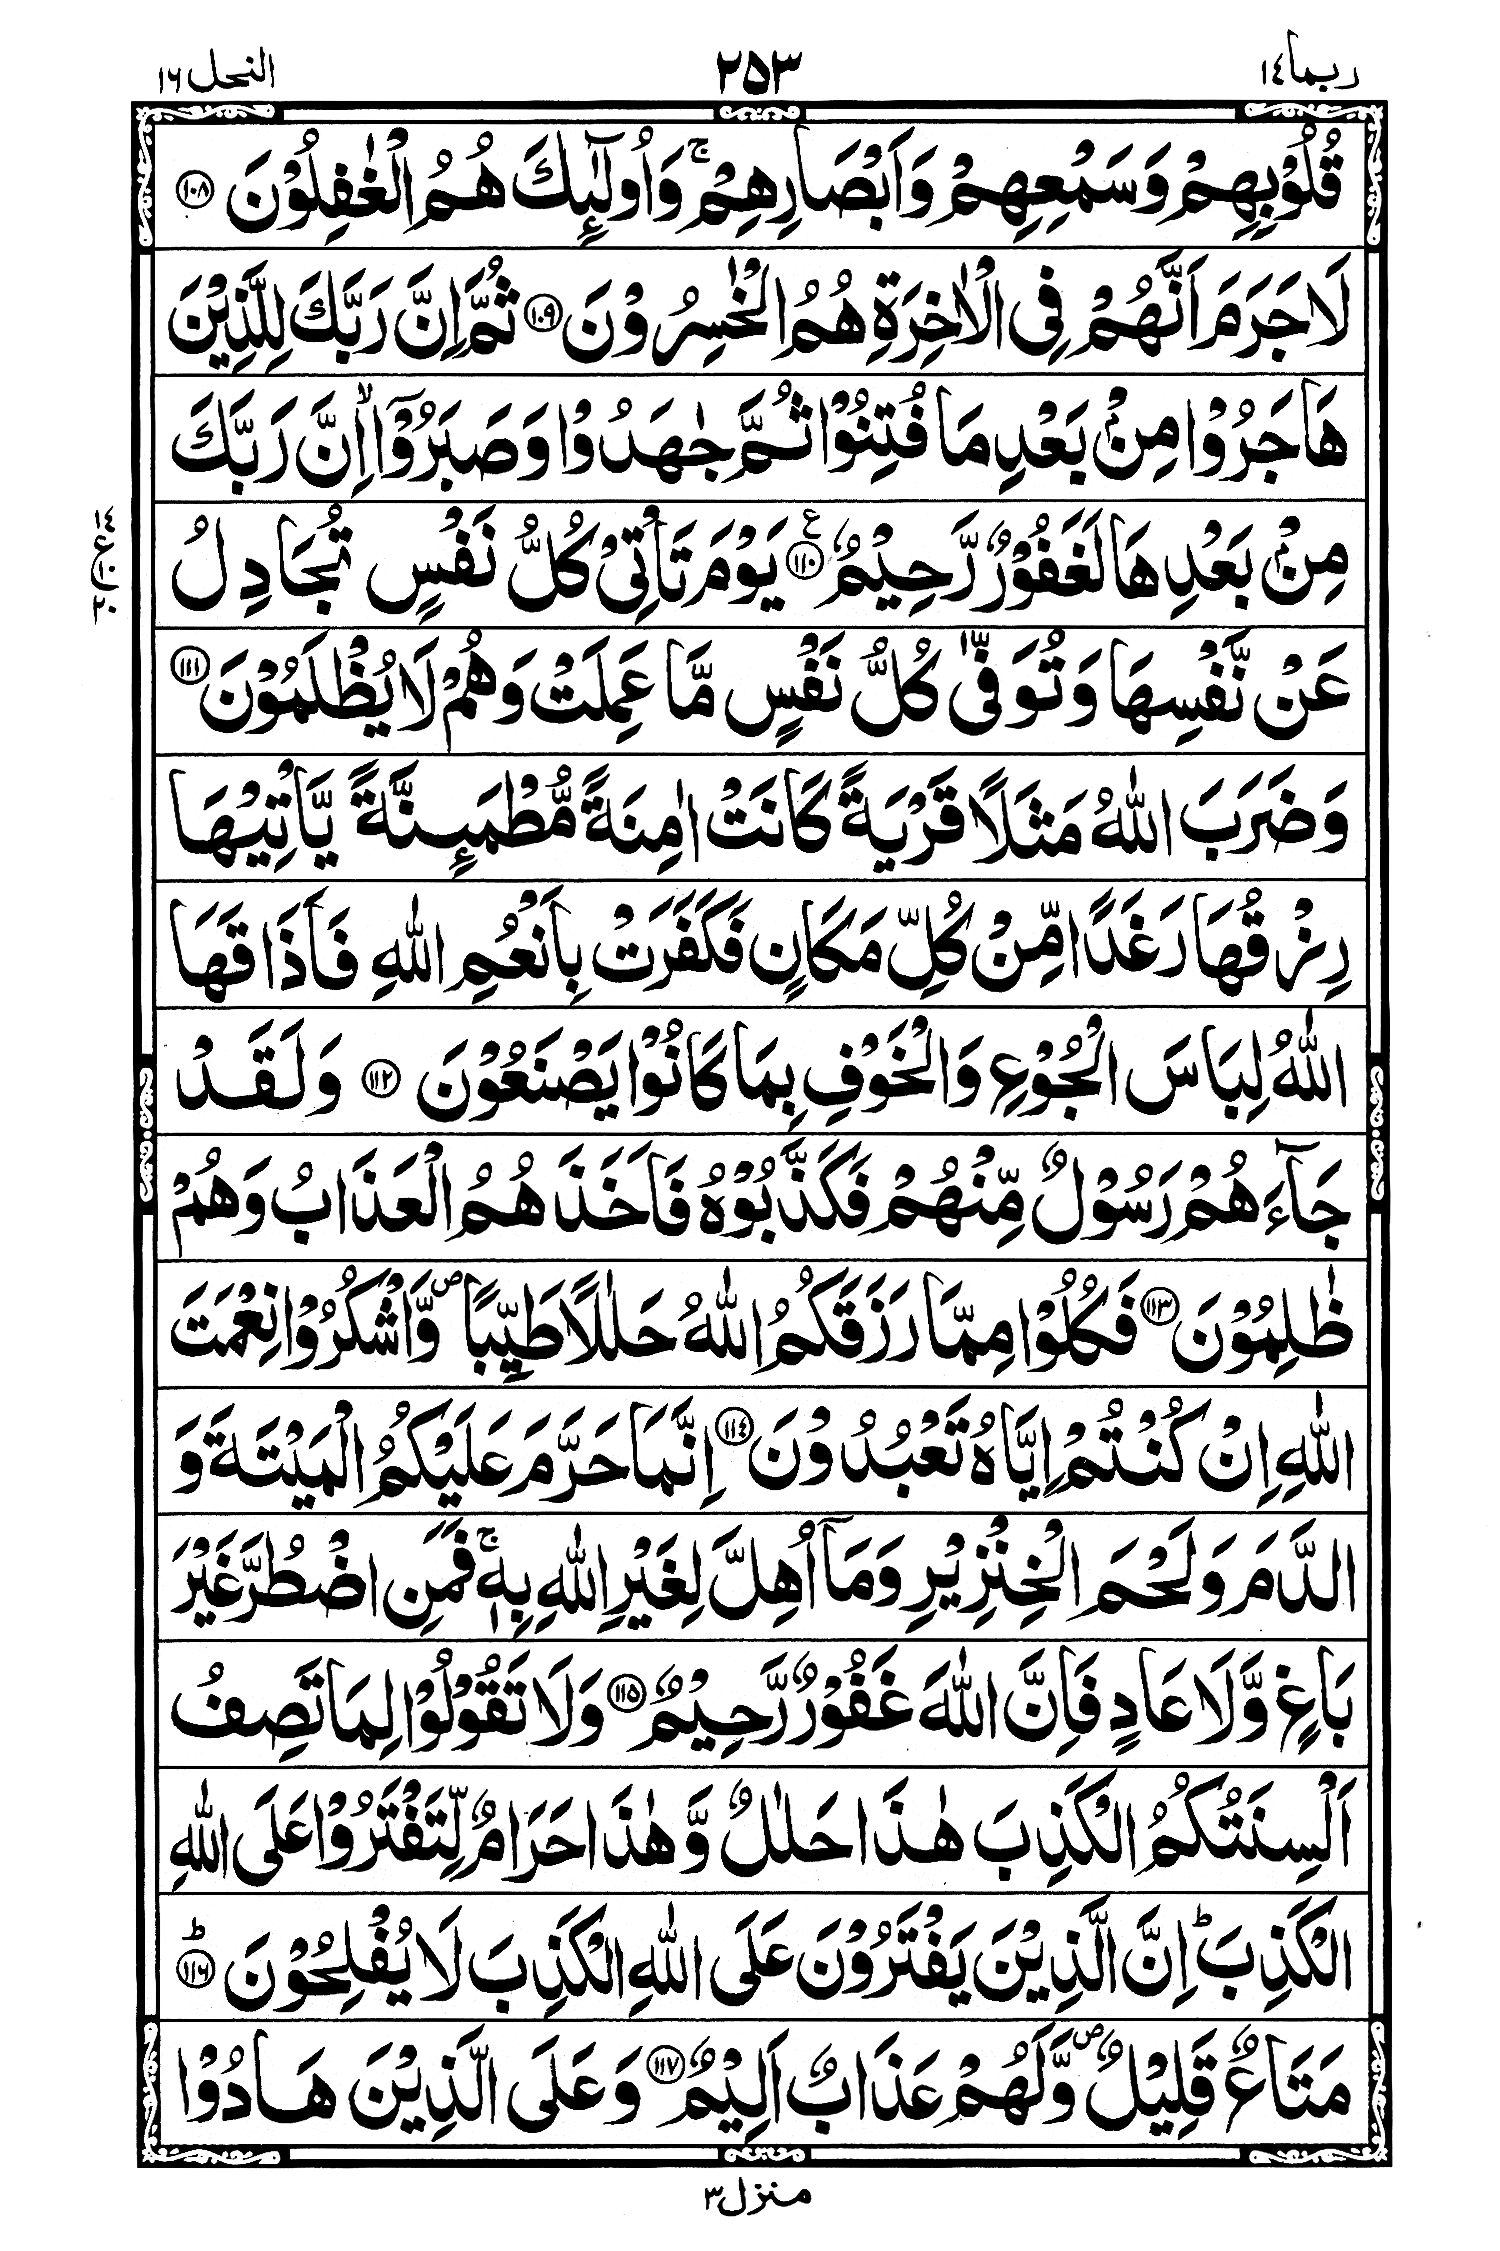 ربما ١٤
٢٥٣
النحل ١٦
قُلُوْبِهِمْ وَسَمْعِهِمْ وَاَبْصَارِهِمْ ۚ وَاُولٰٓئِكَ هُمُ الْغٰفِلُوْنَ ﴿١٠٨﴾
لَا جَرَمَ اَنَّهُمْ فِى الْاٰخِرَةِ هُمُ الْخٰسِرُوْنَ ﴿١٠٩﴾ ثُمَّ اِنَّ رَبَّكَ لِلَّذِيْنَ
هَاجَرُوْا مِنْۢ بَعْدِ مَا فُتِنُوْا ثُمَّ جٰهَدُوْا وَصَبَرُوْۤا ۙ اِنَّ رَبَّكَ
مِنْۢ بَعْدِهَا لَغَفُوْرٌ رَّحِيْمٌ ﴿١١٠﴾ ع يَوْمَ تَاْتِىْ كُلُّ نَفْسٍ تُجَادِلُ
عَنْ نَّفْسِهَا وَتُوَفّٰى كُلُّ نَفْسٍ مَّا عَمِلَتْ وَهُمْ لَا يُظْلَمُوْنَ ﴿١١١﴾
وَضَرَبَ اللّٰهُ مَثَلًا قَرْيَةً كَانَتْ اٰمِنَةً مُّطْمَئِنَّةً يَّاْتِيْهَا
رِزْقُهَا رَغَدًا مِّنْ كُلِّ مَكَانٍ فَكَفَرَتْ بِاَنْعُمِ اللّٰهِ فَاَذَاقَهَا
اللّٰهُ لِبَاسَ الْجُوْعِ وَالْخَوْفِ بِمَا كَانُوْا يَصْنَعُوْنَ ﴿١١٢﴾ وَلَقَدْ
جَآءَهُمْ رَسُوْلٌ مِّنْهُمْ فَكَذَّبُوْهُ فَاَخَذَهُمُ الْعَذَابُ وَهُمْ
ظٰلِمُوْنَ ﴿١١٣﴾ فَكُلُوْا مِمَّا رَزَقَكُمُ اللّٰهُ حَلٰلًا طَيِّبًا ۖ وَّاشْكُرُوْا نِعْمَتَ
اللّٰهِ اِنْ كُنْتُمْ اِيَّاهُ تَعْبُدُوْنَ ﴿١١٤﴾ اِنَّمَا حَرَّمَ عَلَيْكُمُ الْمَيْتَةَ وَ
الدَّمَ وَلَحْمَ الْخِنْزِيْرِ وَمَاۤ اُهِلَّ لِغَيْرِ اللّٰهِ بِهٖ ۚ فَمَنِ اضْطُرَّ غَيْرَ
بَاغٍ وَّلَا عَادٍ فَاِنَّ اللّٰهَ غَفُوْرٌ رَّحِيْمٌ ﴿١١٥﴾ وَلَا تَقُوْلُوْا لِمَا تَصِفُ
اَلْسِنَتُكُمُ الْكَذِبَ هٰذَا حَلٰلٌ وَّهٰذَا حَرَامٌ لِّتَفْتَرُوْا عَلَى اللّٰهِ
الْكَذِبَ ؕ اِنَّ الَّذِيْنَ يَفْتَرُوْنَ عَلَى اللّٰهِ الْكَذِبَ لَا يُفْلِحُوْنَ ﴿١١٦﴾ ؕ
مَتَاعٌ قَلِيْلٌ ۖ وَّلَهُمْ عَذَابٌ اَلِيْمٌ ﴿١١٧﴾ وَعَلَى الَّذِيْنَ هَادُوْا
منزل ٣